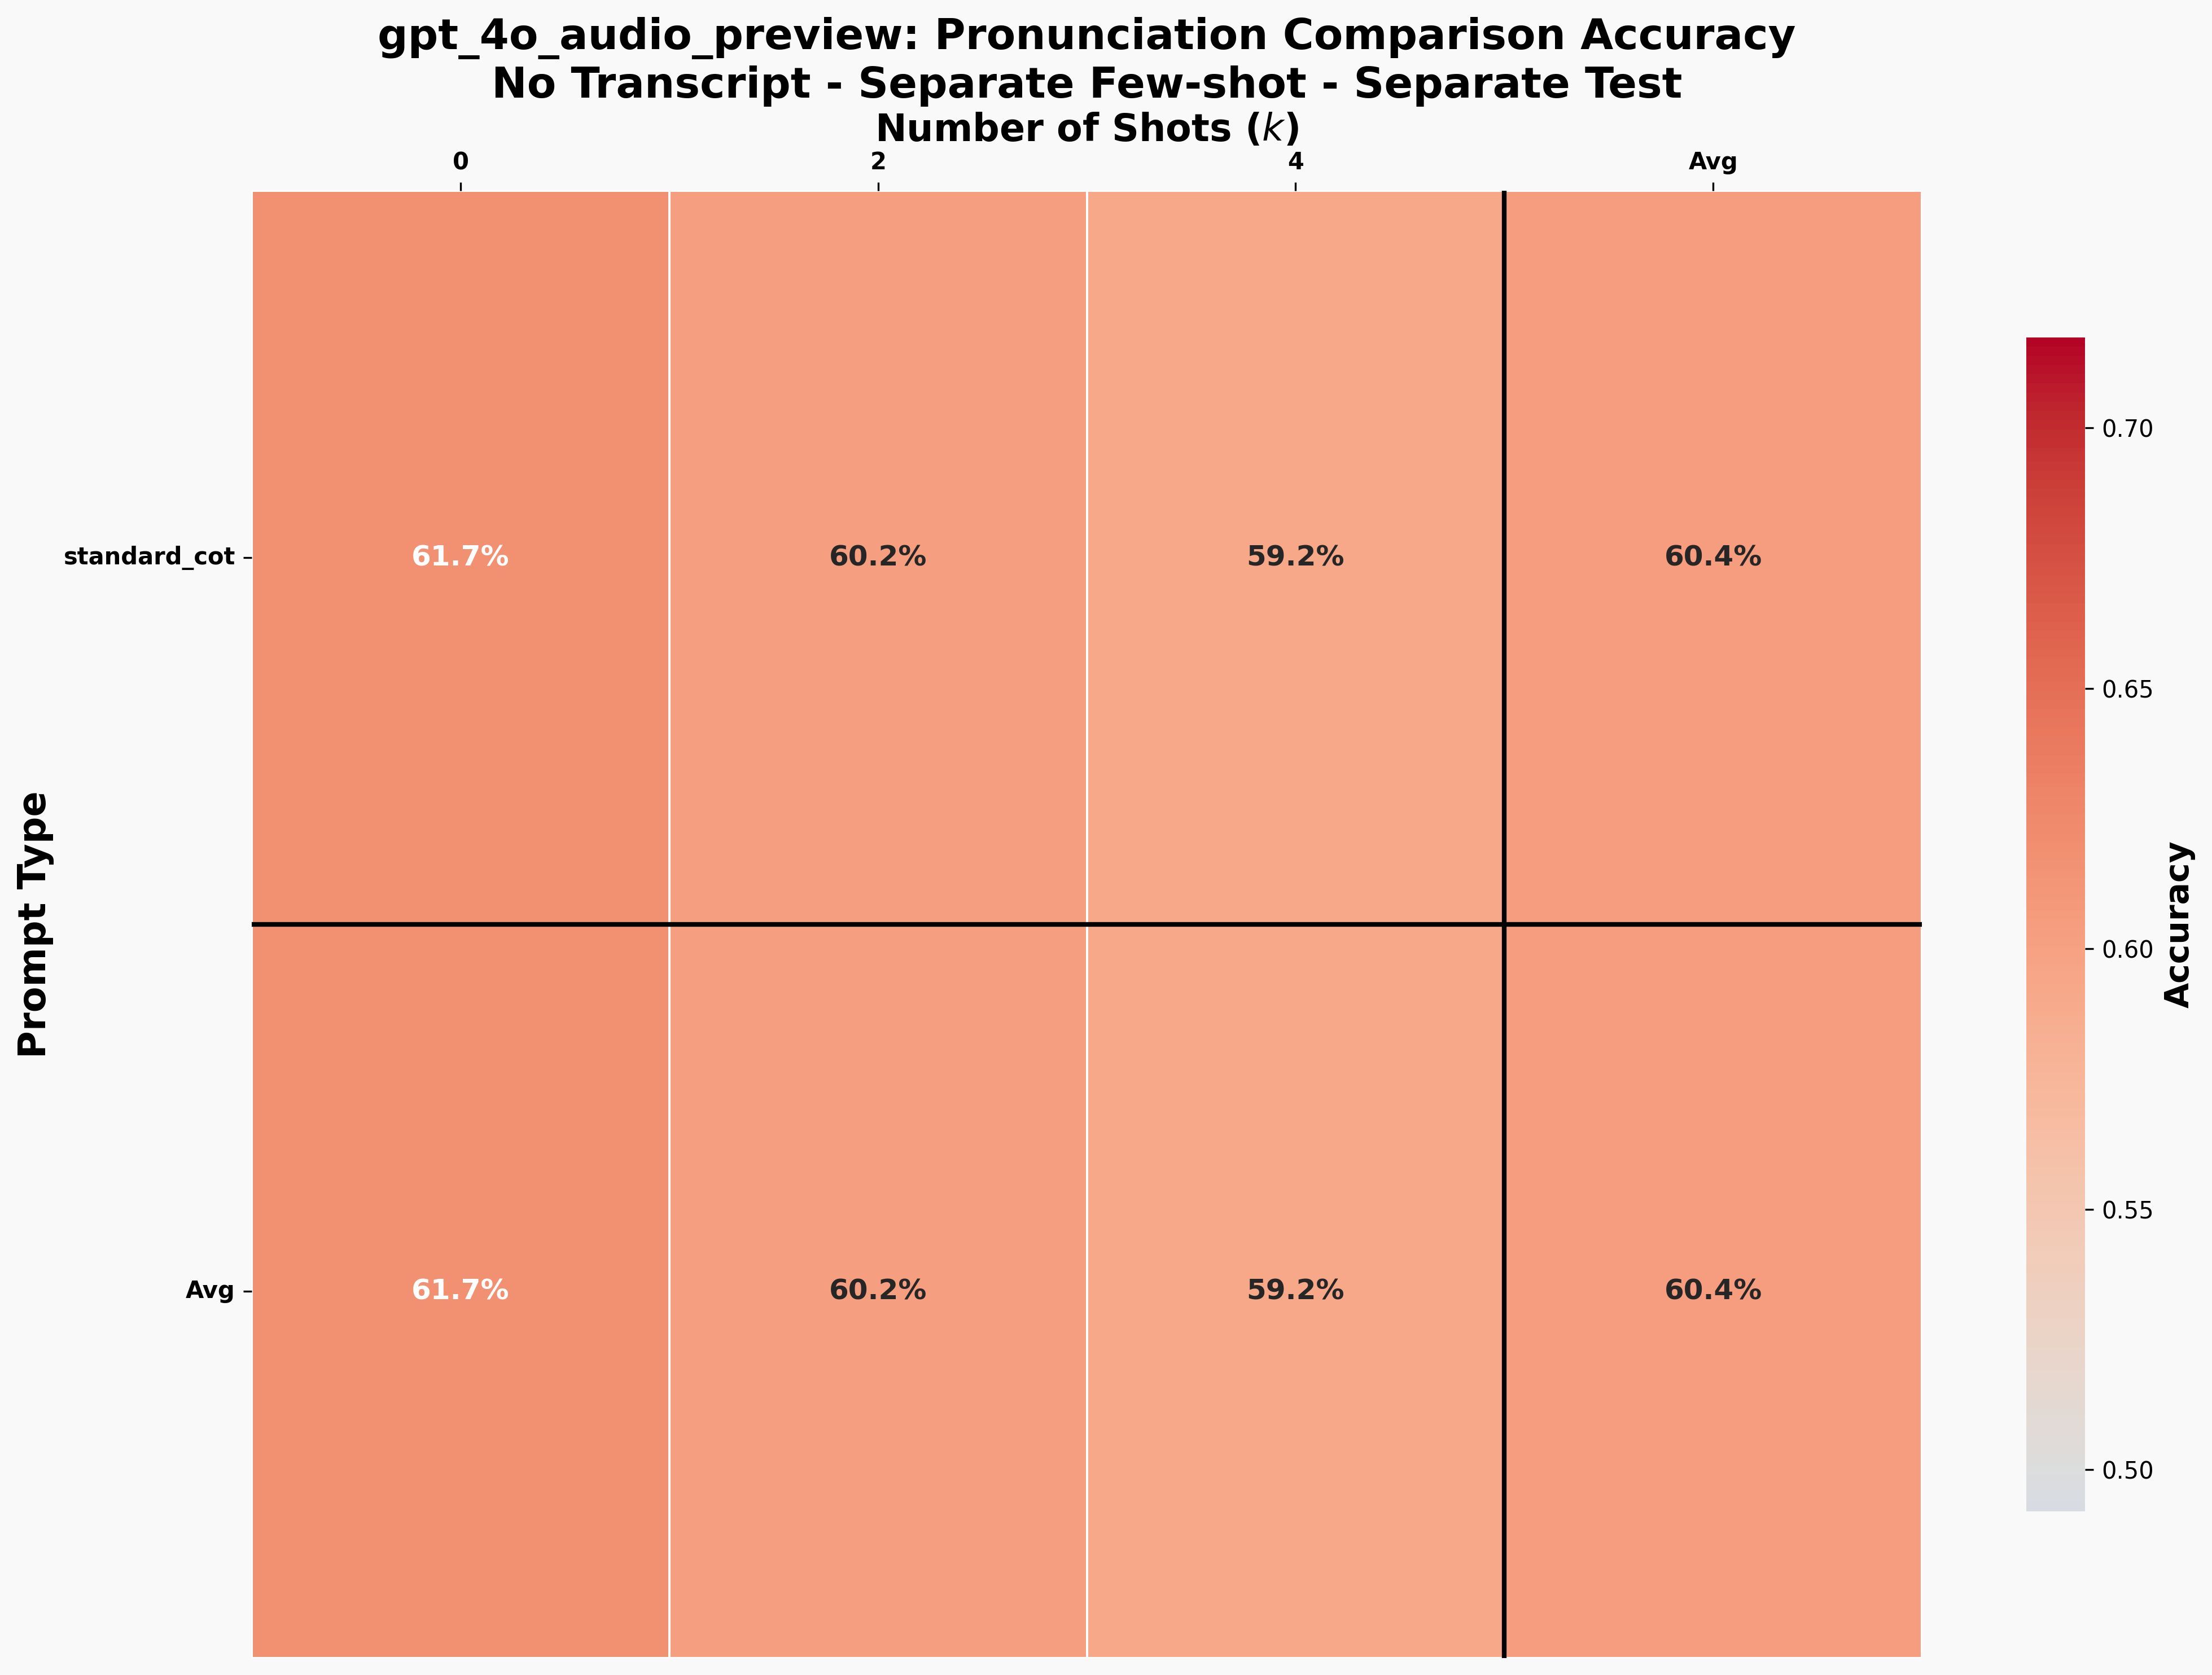 gpt_4o_audio_preview: Pronunciation Comparison Accuracy
No Transcript - Separate Few-shot - Separate Test
Number of Shots (k)
0 2 4 Avg
standard_cot 61.7% 60.2% 59.2% 60.4%
Avg 61.7% 60.2% 59.2% 60.4%
Prompt Type
0.70
0.65
0.60
0.55
0.50
Accuracy